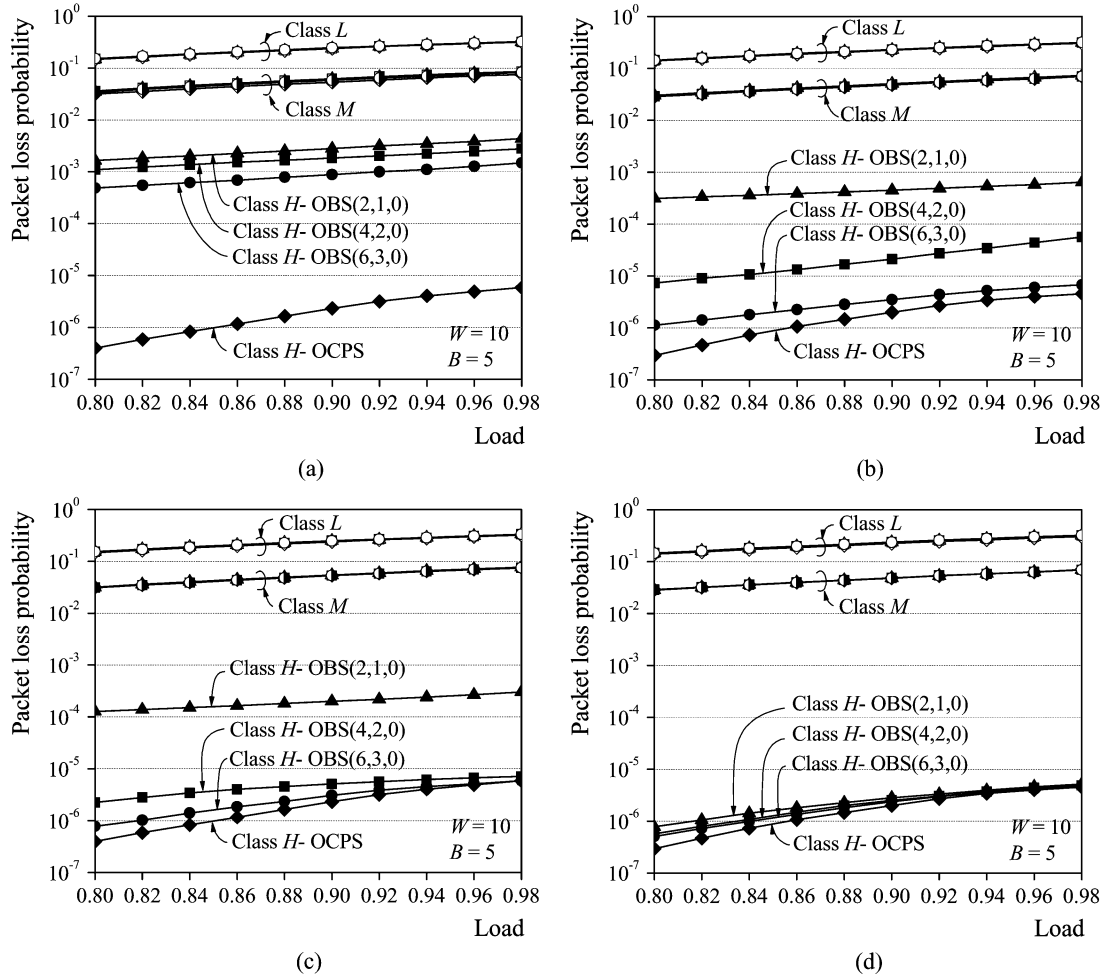 Packet loss probability
10^0
10^-1
10^-2
10^-3
10^-4
10^-5
10^-6
10^-7
Class L
Class M
Class H- OBS(2,1,0)
Class H- OBS(4,2,0)
Class H- OBS(6,3,0)
Class H- OCPS
W = 10
B = 5
0.80 0.82 0.84 0.86 0.88 0.90 0.92 0.94 0.96 0.98
Load
(a)
Packet loss probability
10^0
10^-1
10^-2
10^-3
10^-4
10^-5
10^-6
10^-7
Class L
Class M
Class H- OBS(2,1,0)
Class H- OBS(4,2,0)
Class H- OBS(6,3,0)
Class H- OCPS
W = 10
B = 5
0.80 0.82 0.84 0.86 0.88 0.90 0.92 0.94 0.96 0.98
Load
(b)
Packet loss probability
10^0
10^-1
10^-2
10^-3
10^-4
10^-5
10^-6
10^-7
Class L
Class M
Class H- OBS(2,1,0)
Class H- OBS(4,2,0)
Class H- OBS(6,3,0)
Class H- OCPS
W = 10
B = 5
0.80 0.82 0.84 0.86 0.88 0.90 0.92 0.94 0.96 0.98
Load
(c)
Packet loss probability
10^0
10^-1
10^-2
10^-3
10^-4
10^-5
10^-6
10^-7
Class L
Class M
Class H- OBS(2,1,0)
Class H- OBS(4,2,0)
Class H- OBS(6,3,0)
Class H- OCPS
W = 10
B = 5
0.80 0.82 0.84 0.86 0.88 0.90 0.92 0.94 0.96 0.98
Load
(d)